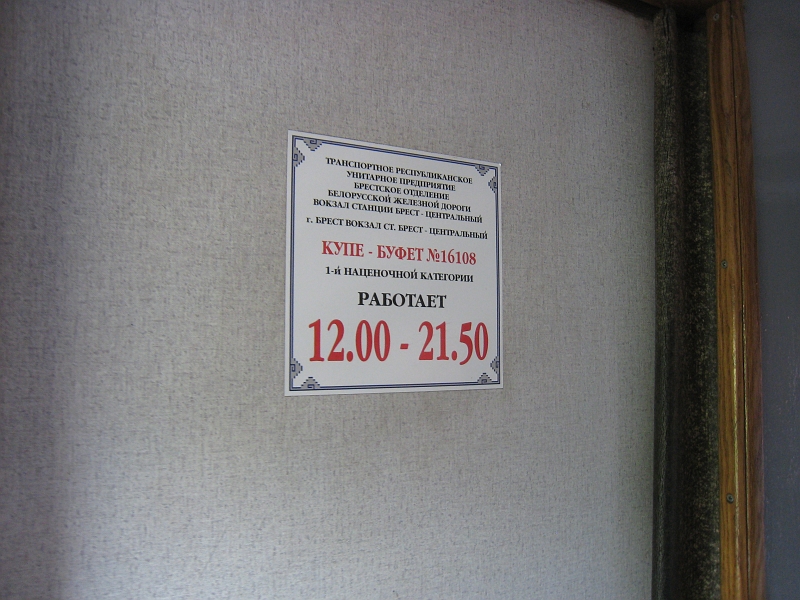 ТРАНСПОРТНОЕ РЕСПУБЛИКАНСКОЕ
УНИТАРНОЕ ПРЕДПРИЯТИЕ
БРЕСТСКОЕ ОТДЕЛЕНИЕ
БЕЛОРУССКОЙ ЖЕЛЕЗНОЙ ДОРОГИ
ВОКЗАЛ СТАНЦИИ БРЕСТ - ЦЕНТРАЛЬНЫЙ
г. БРЕСТ ВОКЗАЛ СТ. БРЕСТ - ЦЕНТРАЛЬНЫЙ
КУПЕ - БУФЕТ №16108
1-й НАЦЕНОЧНОЙ КАТЕГОРИИ
РАБОТАЕТ
12.00 - 21.50